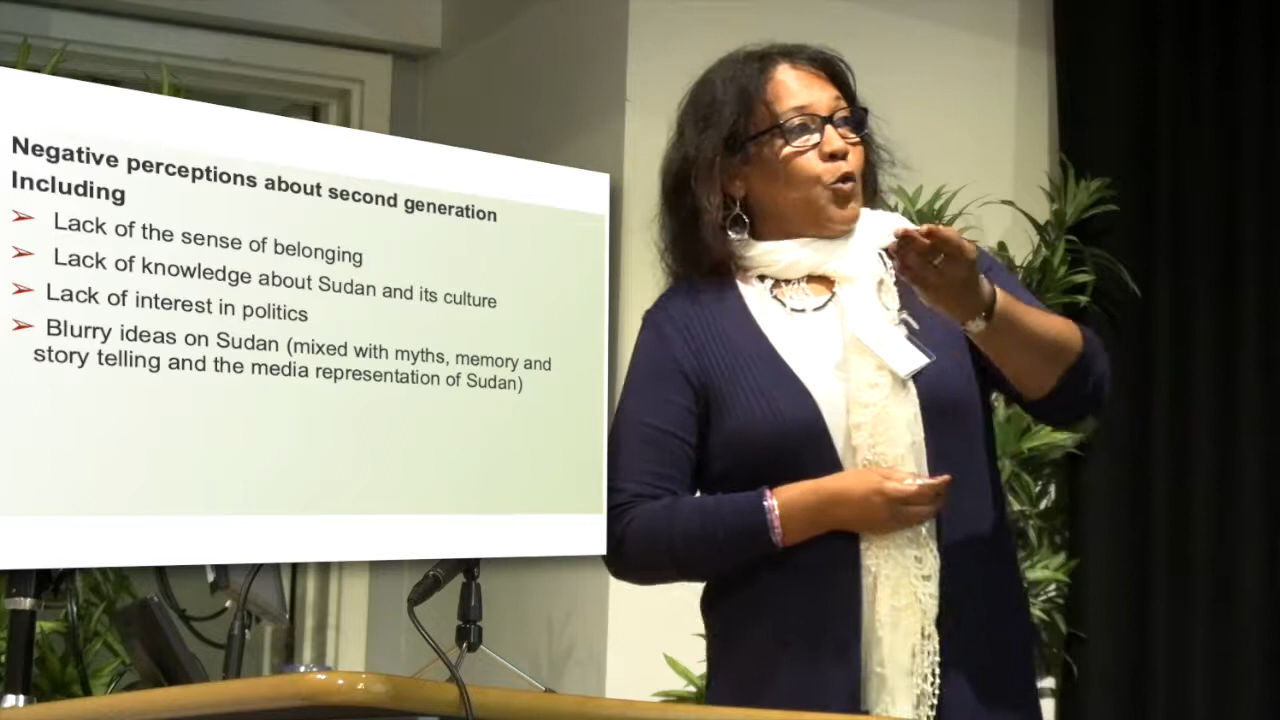 Negative perceptions about second generation
Including
➢ Lack of the sense of belonging
➢ Lack of knowledge about Sudan and its culture
➢ Lack of interest in politics
➢ Blurry ideas on Sudan (mixed with myths, memory and
story telling and the media representation of Sudan)